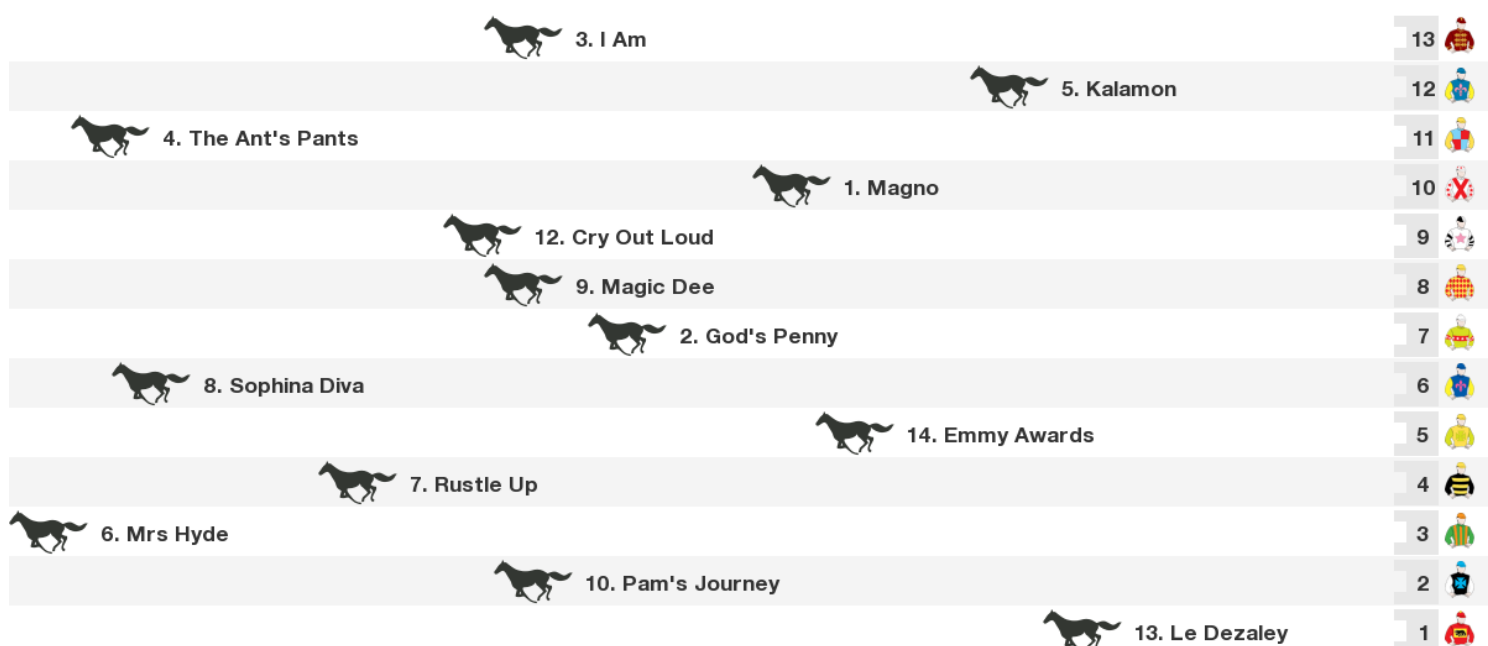 3. I Am 13
5. Kalamon 12
4. The Ant's Pants 11
1. Magno 10
12. Cry Out Loud 9
9. Magic Dee 8
2. God's Penny 7
8. Sophina Diva 6
14. Emmy Awards 5
7. Rustle Up 4
6. Mrs Hyde 3
10. Pam's Journey 2
13. Le Dezaley 1